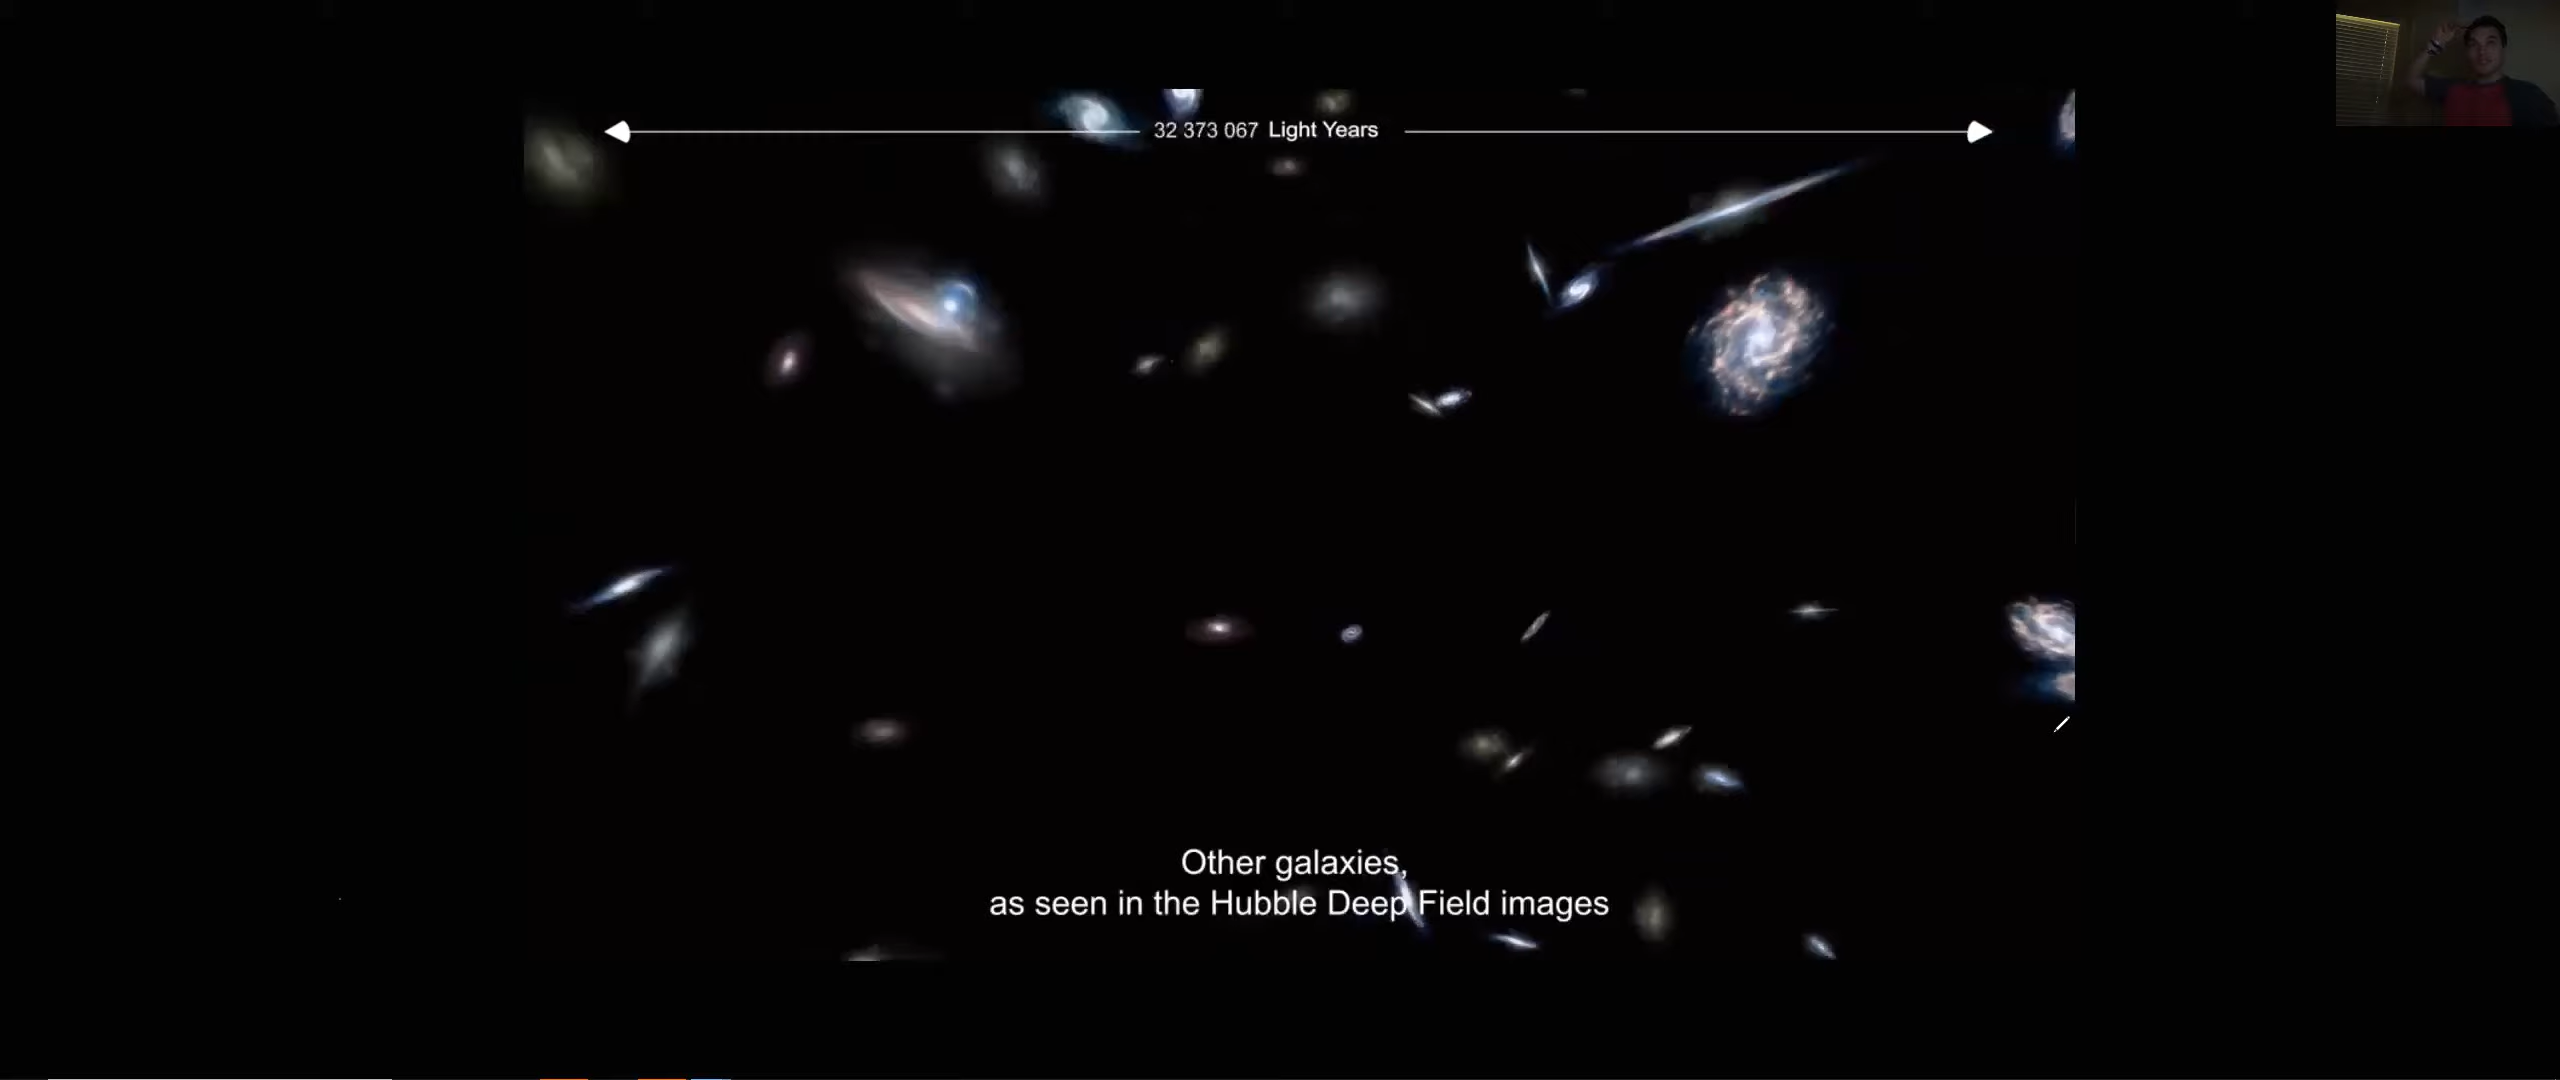 32 373 067 Light Years
Other galaxies,
as seen in the Hubble Deep Field images